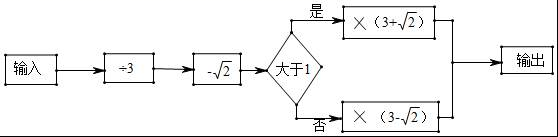 是
×（3+√2）
输入
÷3
-√2
大于1
输出
否
×（3-√2）